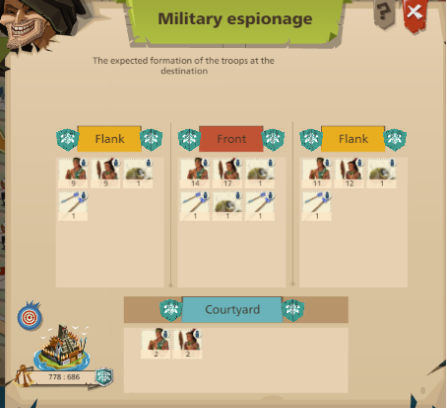 Military espionage
?
The expected formation of the troops at the
destination
Flank
Front
Flank
9 9 1
14 17 1
11 12 1
1
1 1 1
1
Courtyard
2 2
778 : 686